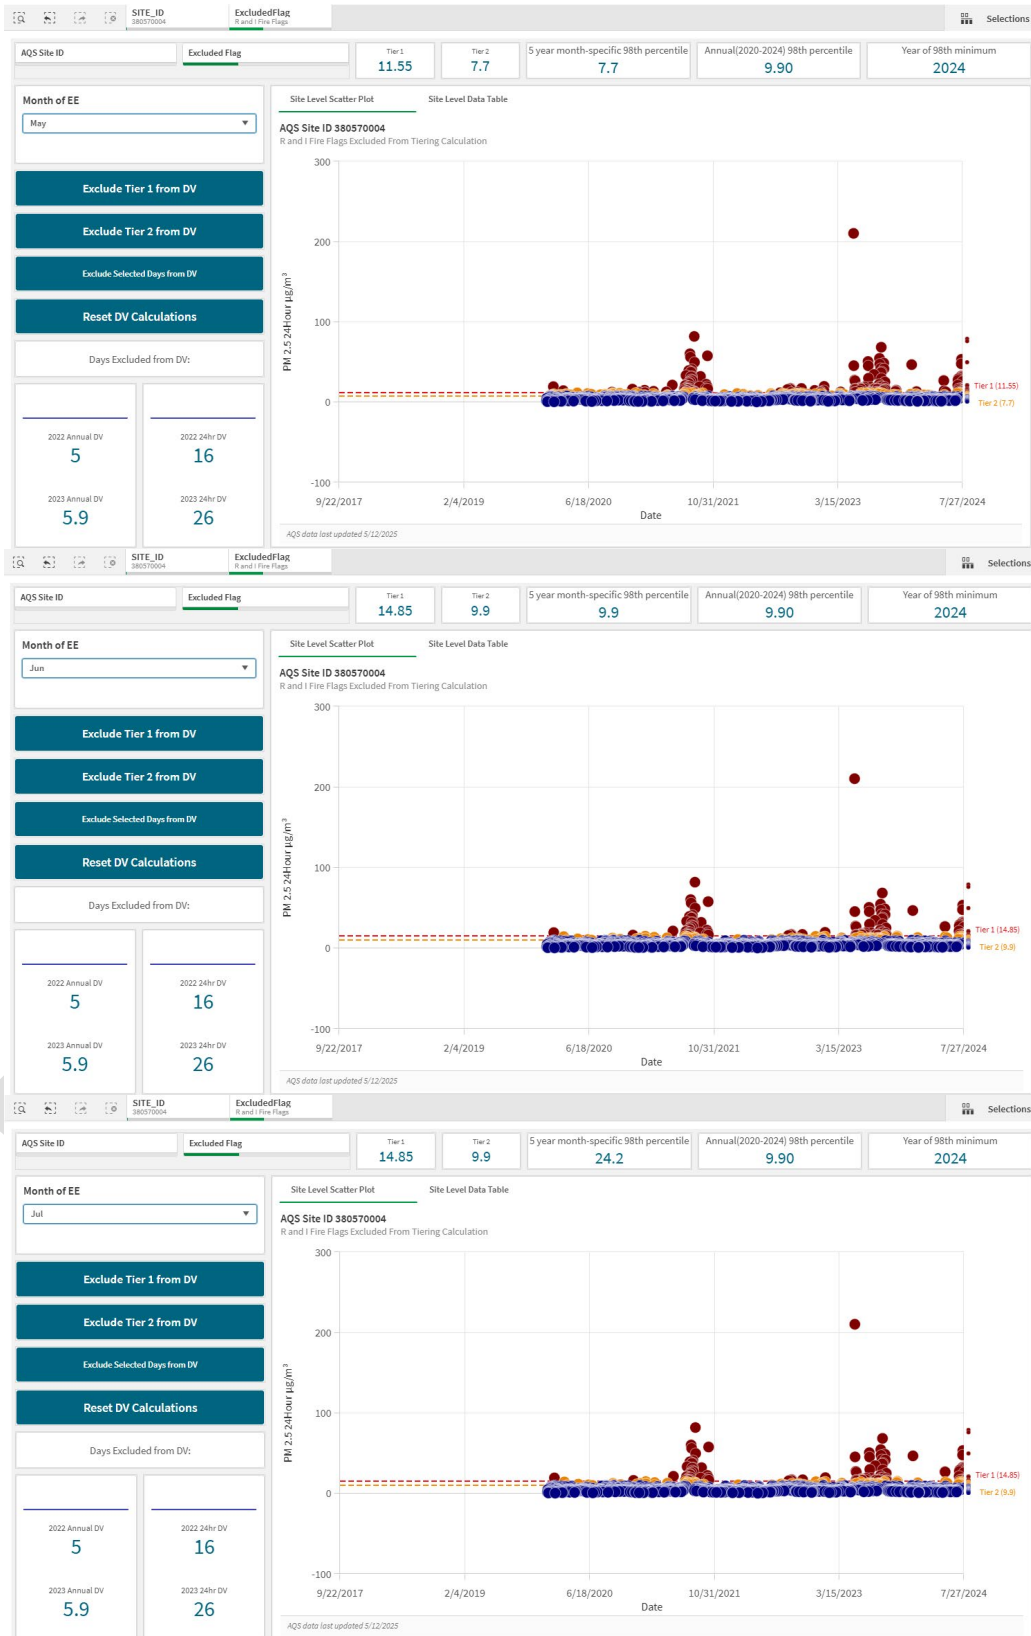 SITE_ID
380570004
ExcludedFlag
R and I Fire Flags
Selections
AQS Site ID
Excluded Flag
Tier 1
11.55
Tier 2
7.7
5 year month-specific 98th percentile
7.7
Annual(2020-2024) 98th percentile
9.90
Year of 98th minimum
2024
Month of EE
May
Exclude Tier 1 from DV
Exclude Tier 2 from DV
Exclude Selected Days from DV
Reset DV Calculations
Days Excluded from DV:
2022 Annual DV
5
2022 24hr DV
16
2023 Annual DV
5.9
2023 24hr DV
26
Site Level Scatter Plot
Site Level Data Table
AQS Site ID 380570004
R and I Fire Flags Excluded From Tiering Calculation
PM 2.5 24Hour µg/m³
300
200
100
0
-100
Tier 1 (11.55)
Tier 2 (7.7)
9/22/2017
2/4/2019
6/18/2020
10/31/2021
3/15/2023
7/27/2024
Date
AQS data last updated 5/12/2025
SITE_ID
380570004
ExcludedFlag
R and I Fire Flags
Selections
AQS Site ID
Excluded Flag
Tier 1
14.85
Tier 2
9.9
5 year month-specific 98th percentile
9.9
Annual(2020-2024) 98th percentile
9.90
Year of 98th minimum
2024
Month of EE
Jun
Exclude Tier 1 from DV
Exclude Tier 2 from DV
Exclude Selected Days from DV
Reset DV Calculations
Days Excluded from DV:
2022 Annual DV
5
2022 24hr DV
16
2023 Annual DV
5.9
2023 24hr DV
26
Site Level Scatter Plot
Site Level Data Table
AQS Site ID 380570004
R and I Fire Flags Excluded From Tiering Calculation
PM 2.5 24Hour µg/m³
300
200
100
0
-100
Tier 1 (14.85)
Tier 2 (9.9)
9/22/2017
2/4/2019
6/18/2020
10/31/2021
3/15/2023
7/27/2024
Date
AQS data last updated 5/12/2025
SITE_ID
380570004
ExcludedFlag
R and I Fire Flags
Selections
AQS Site ID
Excluded Flag
Tier 1
14.85
Tier 2
9.9
5 year month-specific 98th percentile
24.2
Annual(2020-2024) 98th percentile
9.90
Year of 98th minimum
2024
Month of EE
Jul
Exclude Tier 1 from DV
Exclude Tier 2 from DV
Exclude Selected Days from DV
Reset DV Calculations
Days Excluded from DV:
2022 Annual DV
5
2022 24hr DV
16
2023 Annual DV
5.9
2023 24hr DV
26
Site Level Scatter Plot
Site Level Data Table
AQS Site ID 380570004
R and I Fire Flags Excluded From Tiering Calculation
PM 2.5 24Hour µg/m³
300
200
100
0
-100
Tier 1 (14.85)
Tier 2 (9.9)
9/22/2017
2/4/2019
6/18/2020
10/31/2021
3/15/2023
7/27/2024
Date
AQS data last updated 5/12/2025